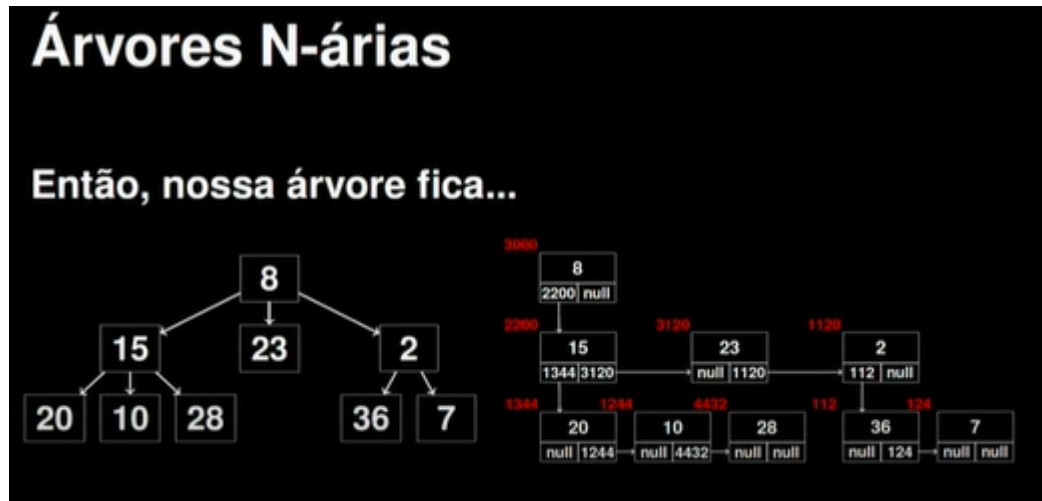 Árvores N-árias
Então, nossa árvore fica...
8
15 23 2
20 10 28 36 7
3000
8
2200 null
2200 3120 1120
15 23 2
1344 3120 null 1120 112 null
1344 1244 4432 112 124
20 10 28 36 7
null 1244 null 4432 null null null 124 null null